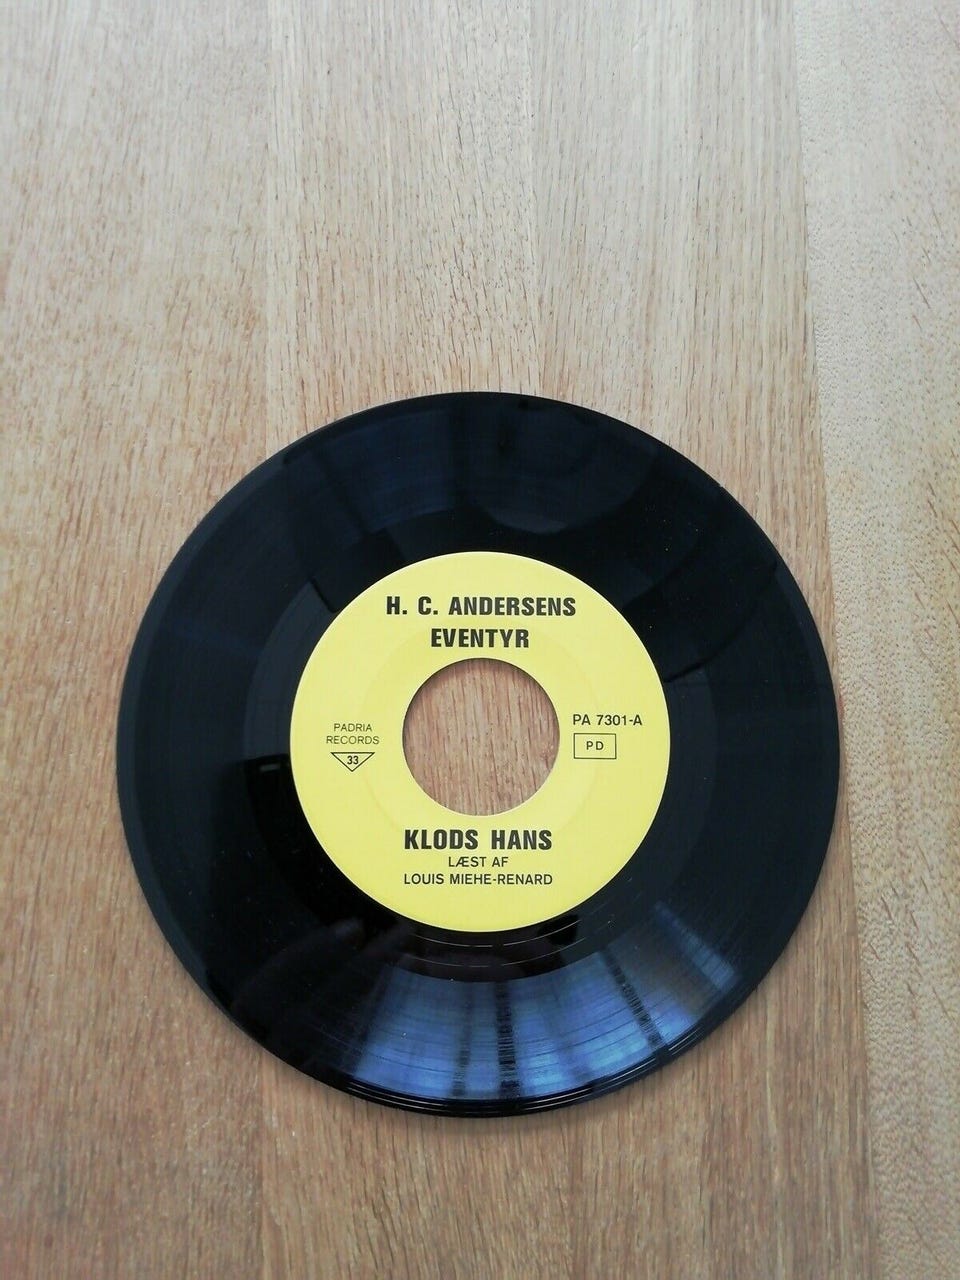 H. C. ANDERSENS
EVENTYR
PADRIA
RECORDS
33
PA 7301-A
PD
KLODS HANS
LÆST AF
LOUIS MIEHE-RENARD